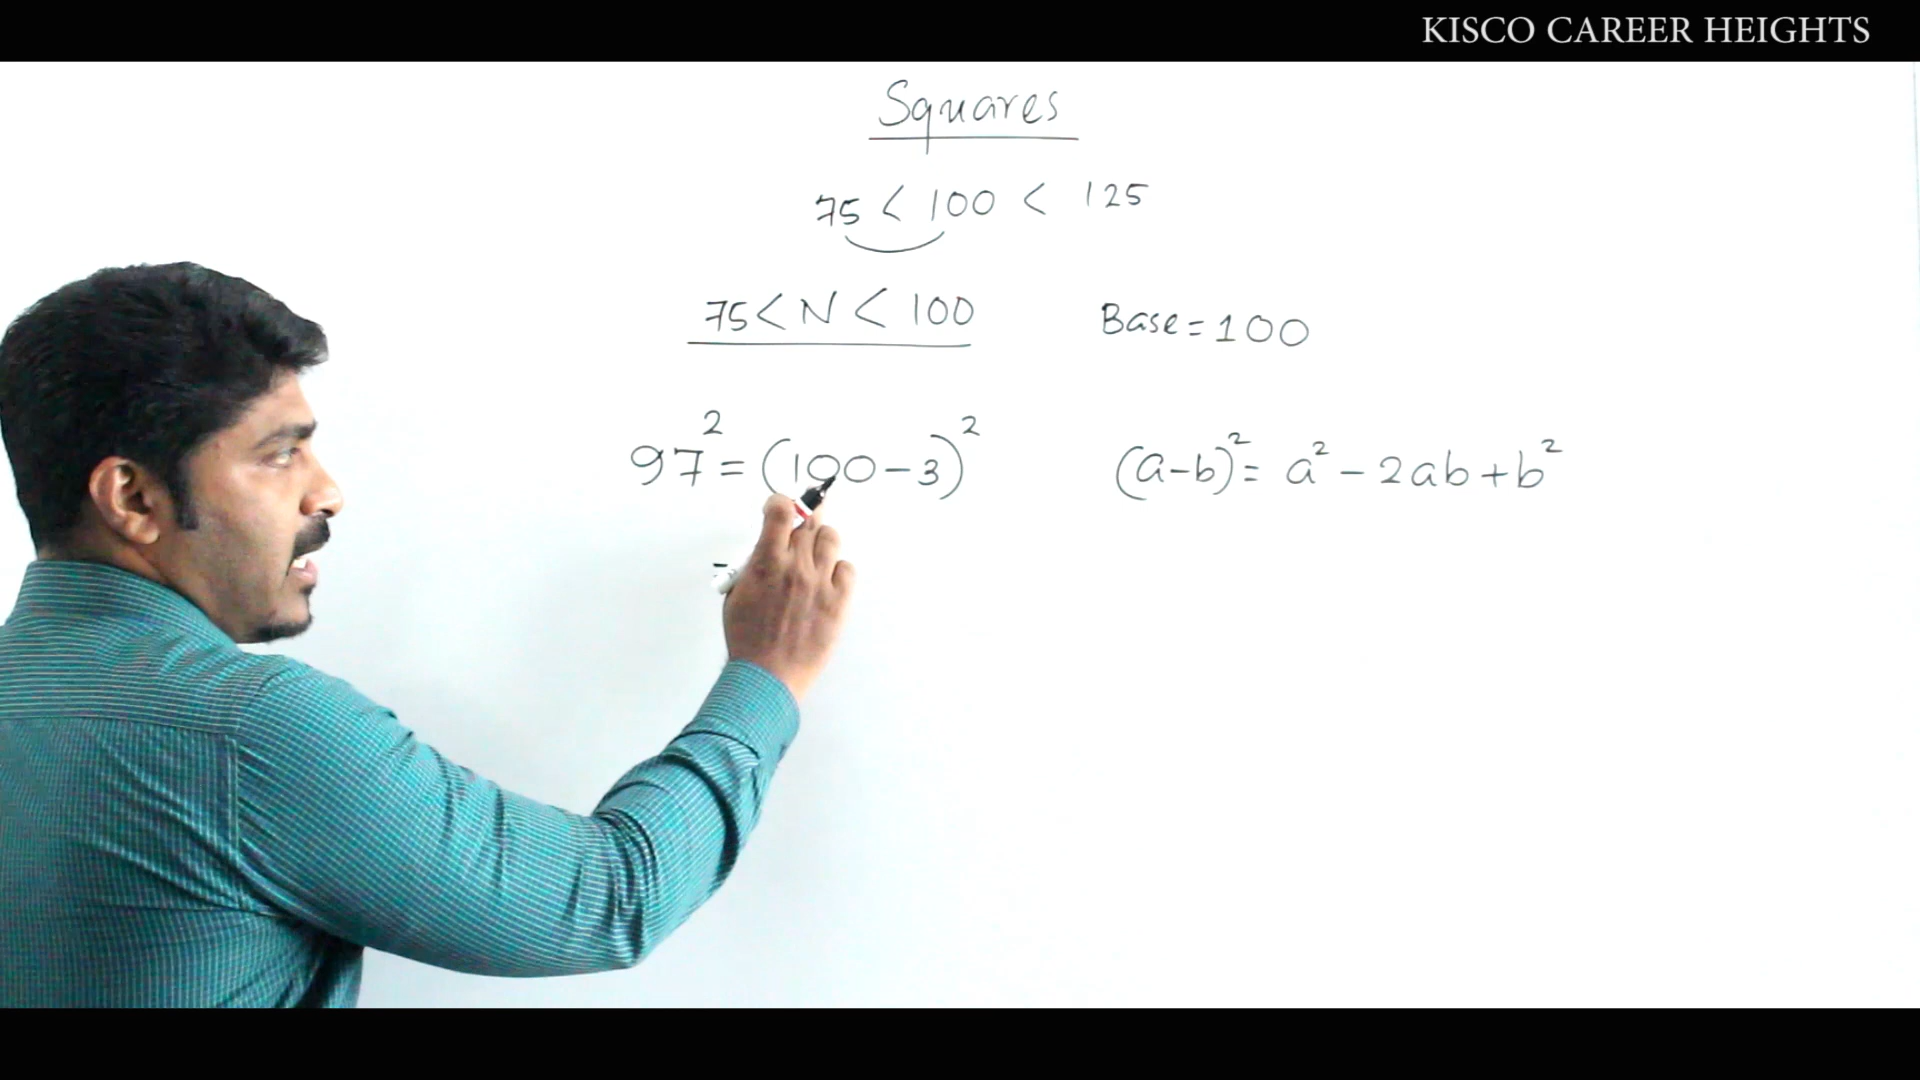 KISCO CAREER HEIGHTS
Squares
75 < 100 < 125
75 < N < 100 Base = 100
97² = (100 - 3)² (a-b)² = a² - 2ab + b²